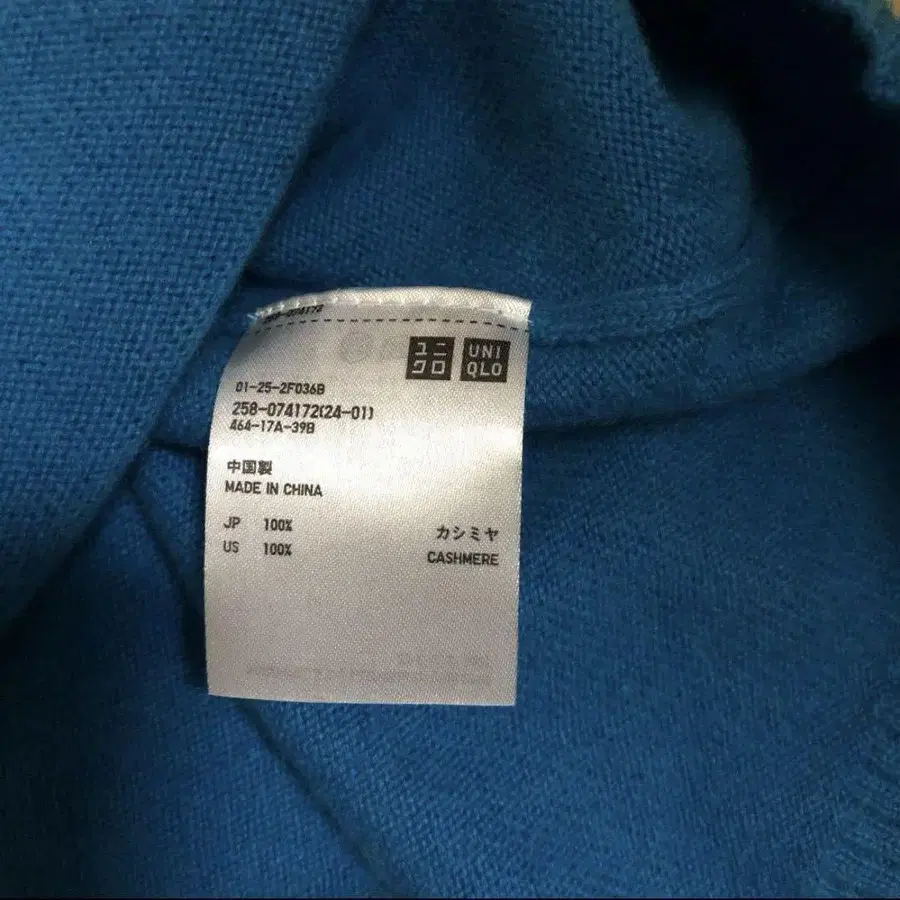 ユニ
クロ
UNI
QLO
01-25-2F036B
258-074172(24-01)
464-17A-39B
中国製
MADE IN CHINA
JP 100% カシミヤ
US 100% CASHMERE